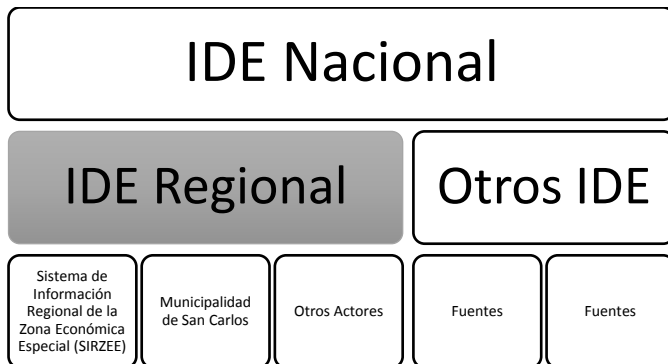 IDE Nacional
IDE Regional
Otros IDE
Sistema de
Información
Regional de la
Zona Económica
Especial (SIRZEE)
Municipalidad
de San Carlos
Otros Actores
Fuentes
Fuentes